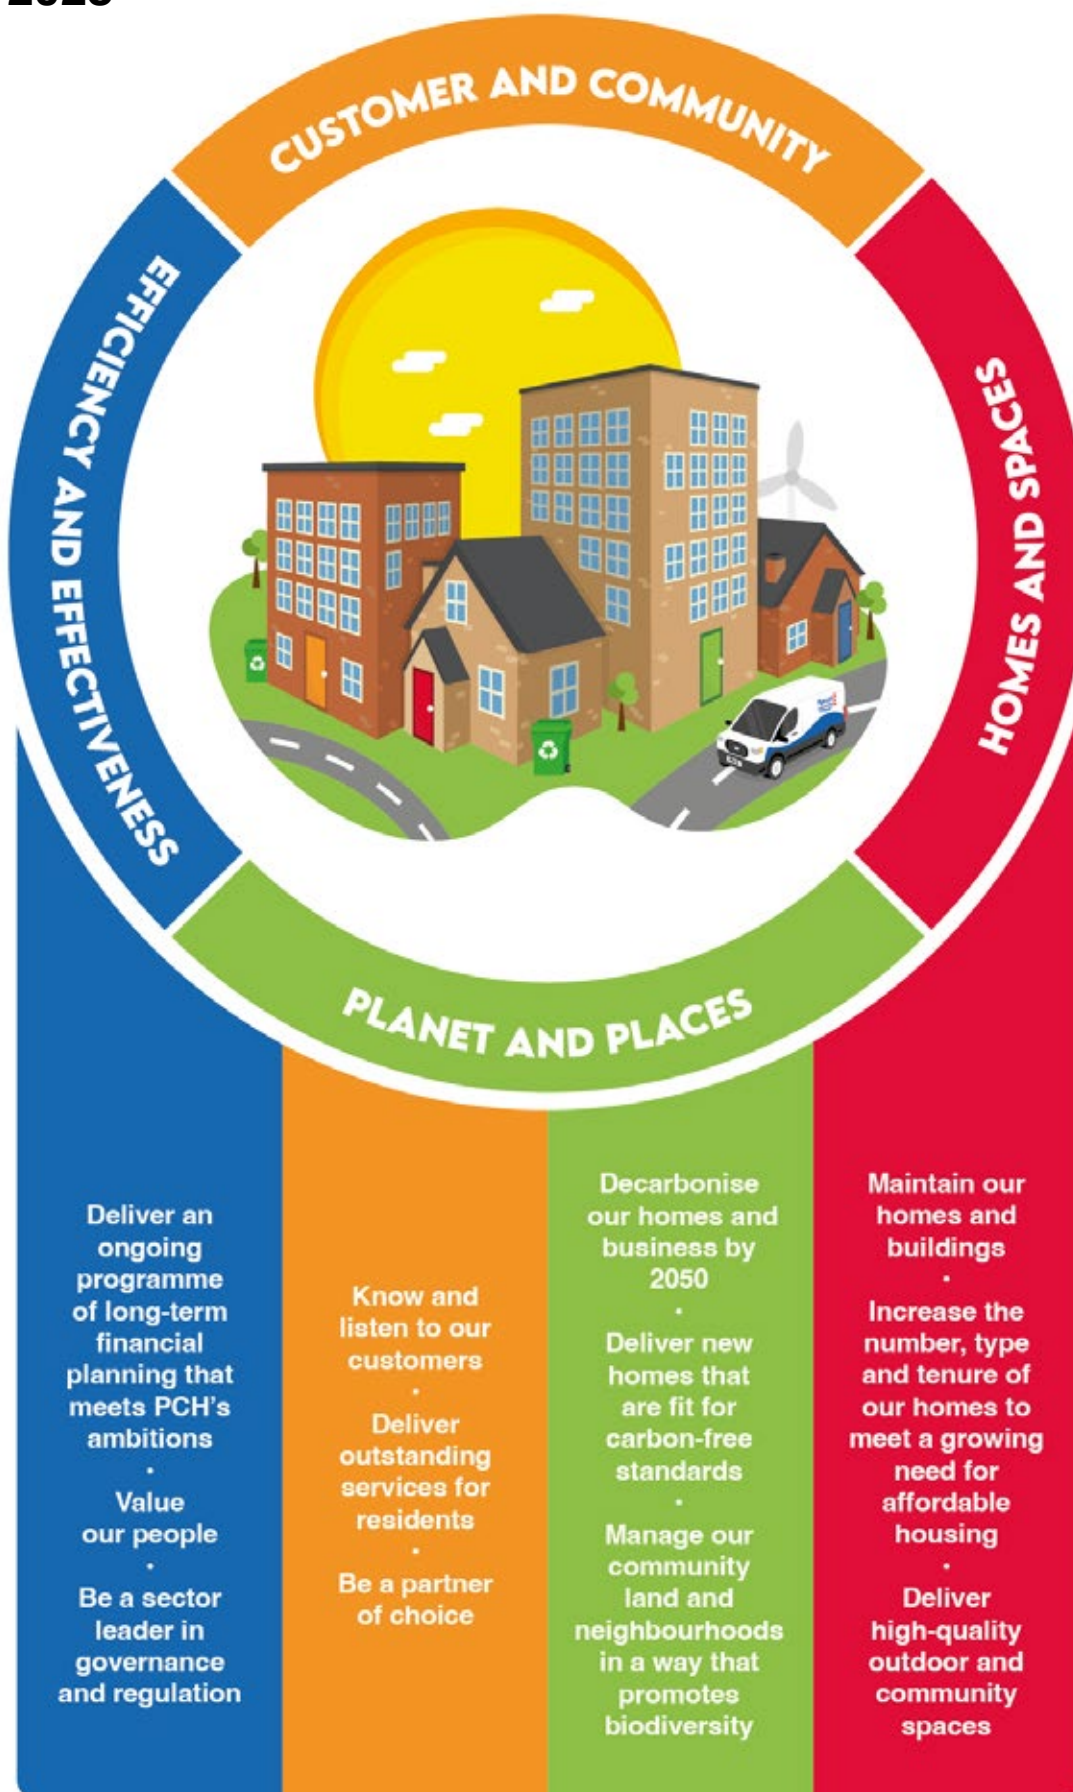 CUSTOMER AND COMMUNITY
EFFICIENCY AND EFFECTIVENESS
HOMES AND SPACES
PLANET AND PLACES
Deliver an
ongoing
programme
of long-term
financial
planning that
meets PCH's
ambitions
•
Value
our people
•
Be a sector
leader in
governance
and regulation
Know and
listen to our
customers
•
Deliver
outstanding
services for
residents
•
Be a partner
of choice
Decarbonise
our homes and
business by
2050
•
Deliver new
homes that
are fit for
carbon-free
standards
•
Manage our
community
land and
neighbourhoods
in a way that
promotes
biodiversity
Maintain our
homes and
buildings
•
Increase the
number, type
and tenure of
our homes to
meet a growing
need for
affordable
housing
•
Deliver
high-quality
outdoor and
community
spaces